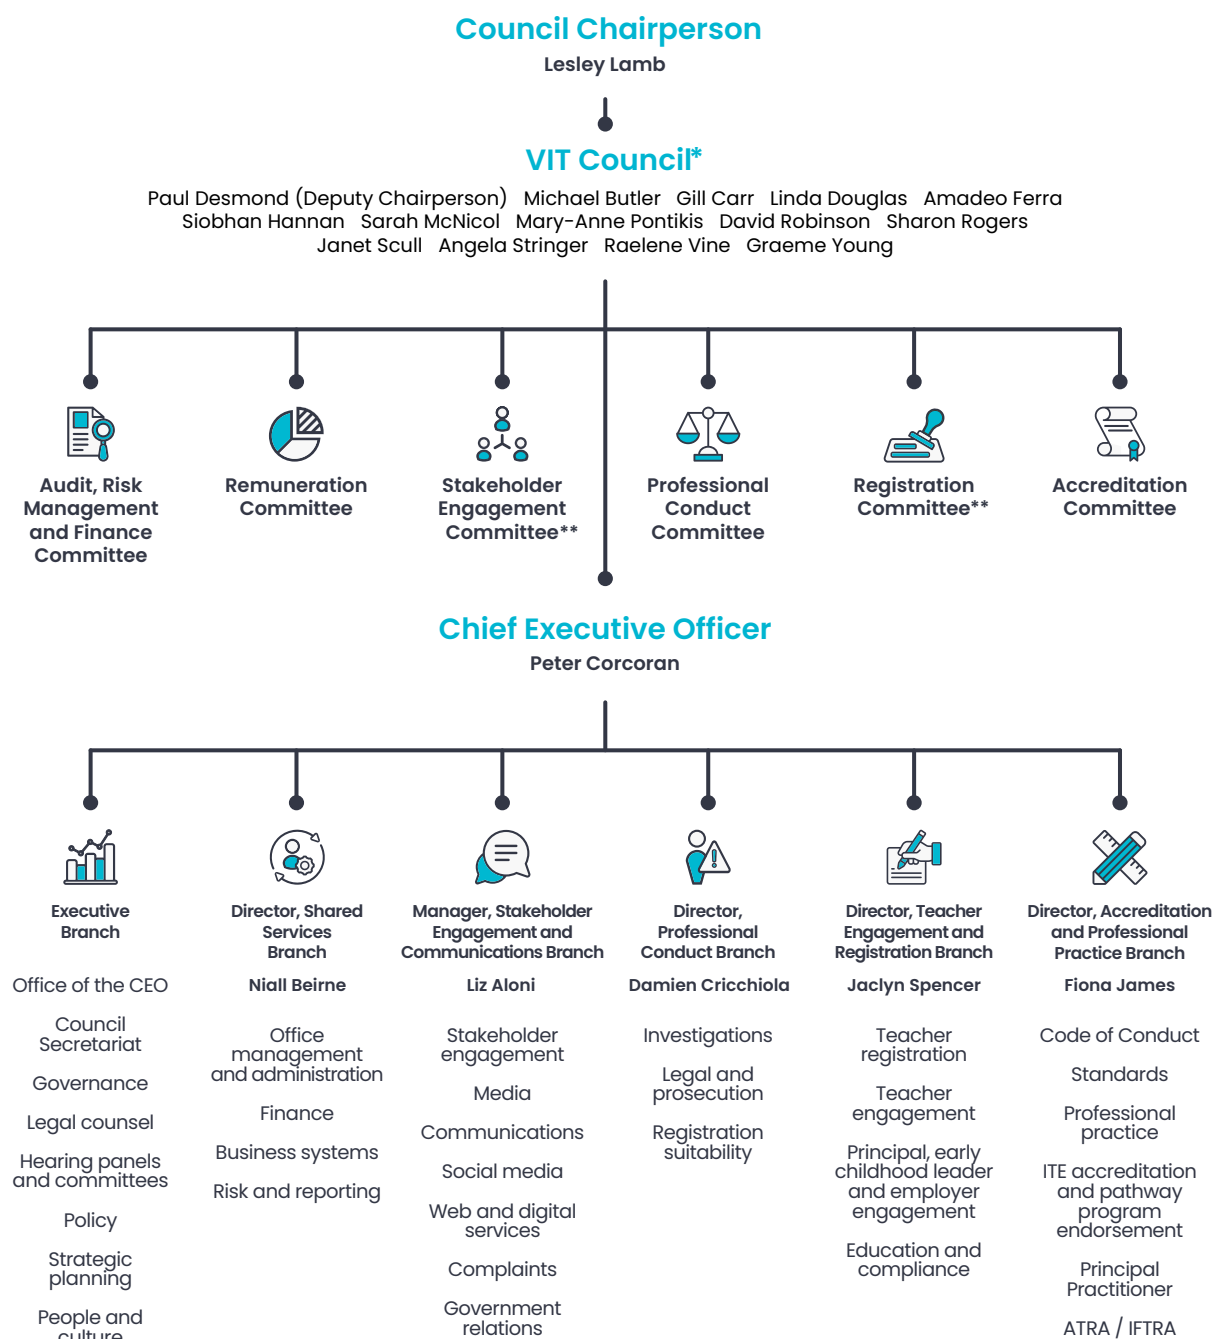 Council Chairperson
Lesley Lamb
VIT Council*
Paul Desmond (Deputy Chairperson) Michael Butler Gill Carr Linda Douglas Amadeo Ferra
Siobhan Hannan Sarah McNicol Mary-Anne Pontikis David Robinson Sharon Rogers
Janet Scull Angela Stringer Raelene Vine Graeme Young
Audit, Risk
Management
and Finance
Committee
Remuneration
Committee
Stakeholder
Engagement
Committee**
Professional
Conduct
Committee
Registration
Committee**
Accreditation
Committee
Chief Executive Officer
Peter Corcoran
Executive
Branch
Office of the CEO
Council
Secretariat
Governance
Legal counsel
Hearing panels
and committees
Policy
Strategic
planning
People and
culture
Director, Shared
Services
Branch
Niall Beirne
Office
management
and administration
Finance
Business systems
Risk and reporting
Manager, Stakeholder
Engagement and
Communications Branch
Liz Aloni
Stakeholder
engagement
Media
Communications
Social media
Web and digital
services
Complaints
Government
relations
Director,
Professional
Conduct Branch
Damien Cricchiola
Investigations
Legal and
prosecution
Registration
suitability
Director, Teacher
Engagement and
Registration Branch
Jaclyn Spencer
Teacher
registration
Teacher
engagement
Principal, early
childhood leader
and employer
engagement
Education and
compliance
Director, Accreditation
and Professional
Practice Branch
Fiona James
Code of Conduct
Standards
Professional
practice
ITE accreditation
and pathway
program
endorsement
Principal
Practitioner
ATRA / IFTRA